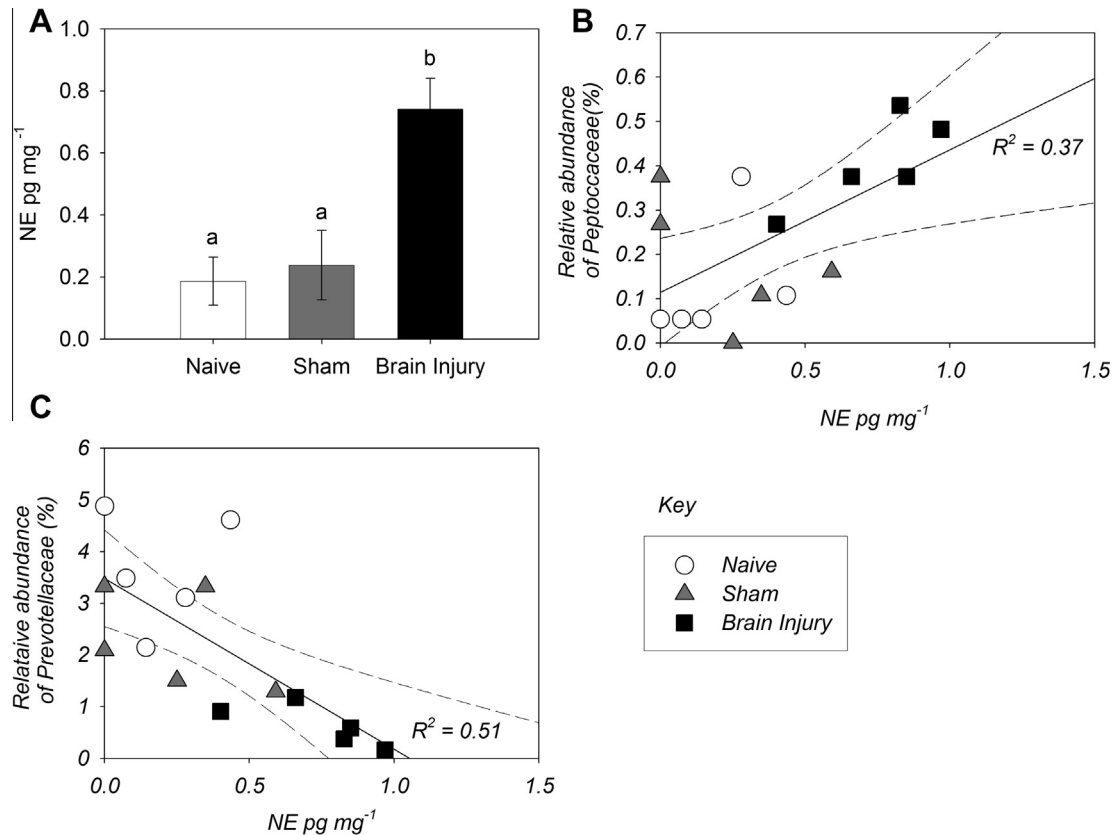 A
1.0
0.8
0.6
0.4
0.2
0.0
NE pg mg-1
a
a
b
Naive
Sham
Brain Injury
B
0.7
0.6
0.5
0.4
0.3
0.2
0.1
0.0
Relative abundance
of Peptoccaceae(%)
R2 = 0.37
0.0
0.5
1.0
1.5
NE pg mg-1
C
6
5
4
3
2
1
0
Relataive abundance
of Prevotellaceae (%)
R2 = 0.51
0.0
0.5
1.0
1.5
NE pg mg-1
Key
Naive
Sham
Brain Injury